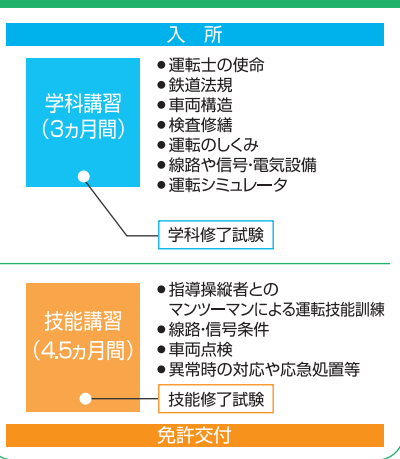 入 所
学科講習
(3ヵ月間)
●運転士の使命
●鉄道法規
●車両構造
●検査修繕
●運転のしくみ
●線路や信号・電気設備
●運転シミュレータ
学科修了試験
技能講習
(4.5ヵ月間)
●指導操縦者との
マンツーマンによる運転技能訓練
●線路・信号条件
●車両点検
●異常時の対応や応急処置等
技能修了試験
免許交付